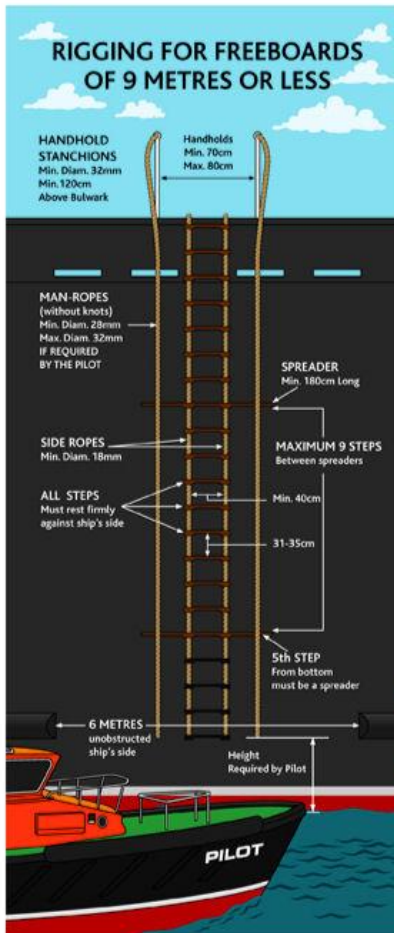 RIGGING FOR FREEBOARDS
OF 9 METRES OR LESS
HANDHOLD
STANCHIONS
Min. Diam. 32mm
Min. 120cm
Above Bulwark
Handholds
Min. 70cm
Max. 80cm
MAN-ROPES
(without knots)
Min. Diam. 28mm
Max. Diam. 32mm
IF REQUIRED
BY THE PILOT
SPREADER
Min. 180cm Long
SIDE ROPES
Min. Diam. 18mm
MAXIMUM 9 STEPS
Between spreaders
ALL STEPS
Must rest firmly
against ship's side
Min. 40cm
31-35cm
5th STEP
From bottom
must be a spreader
6 METRES
unobstructed
ship's side
Height
Required by Pilot
PILOT